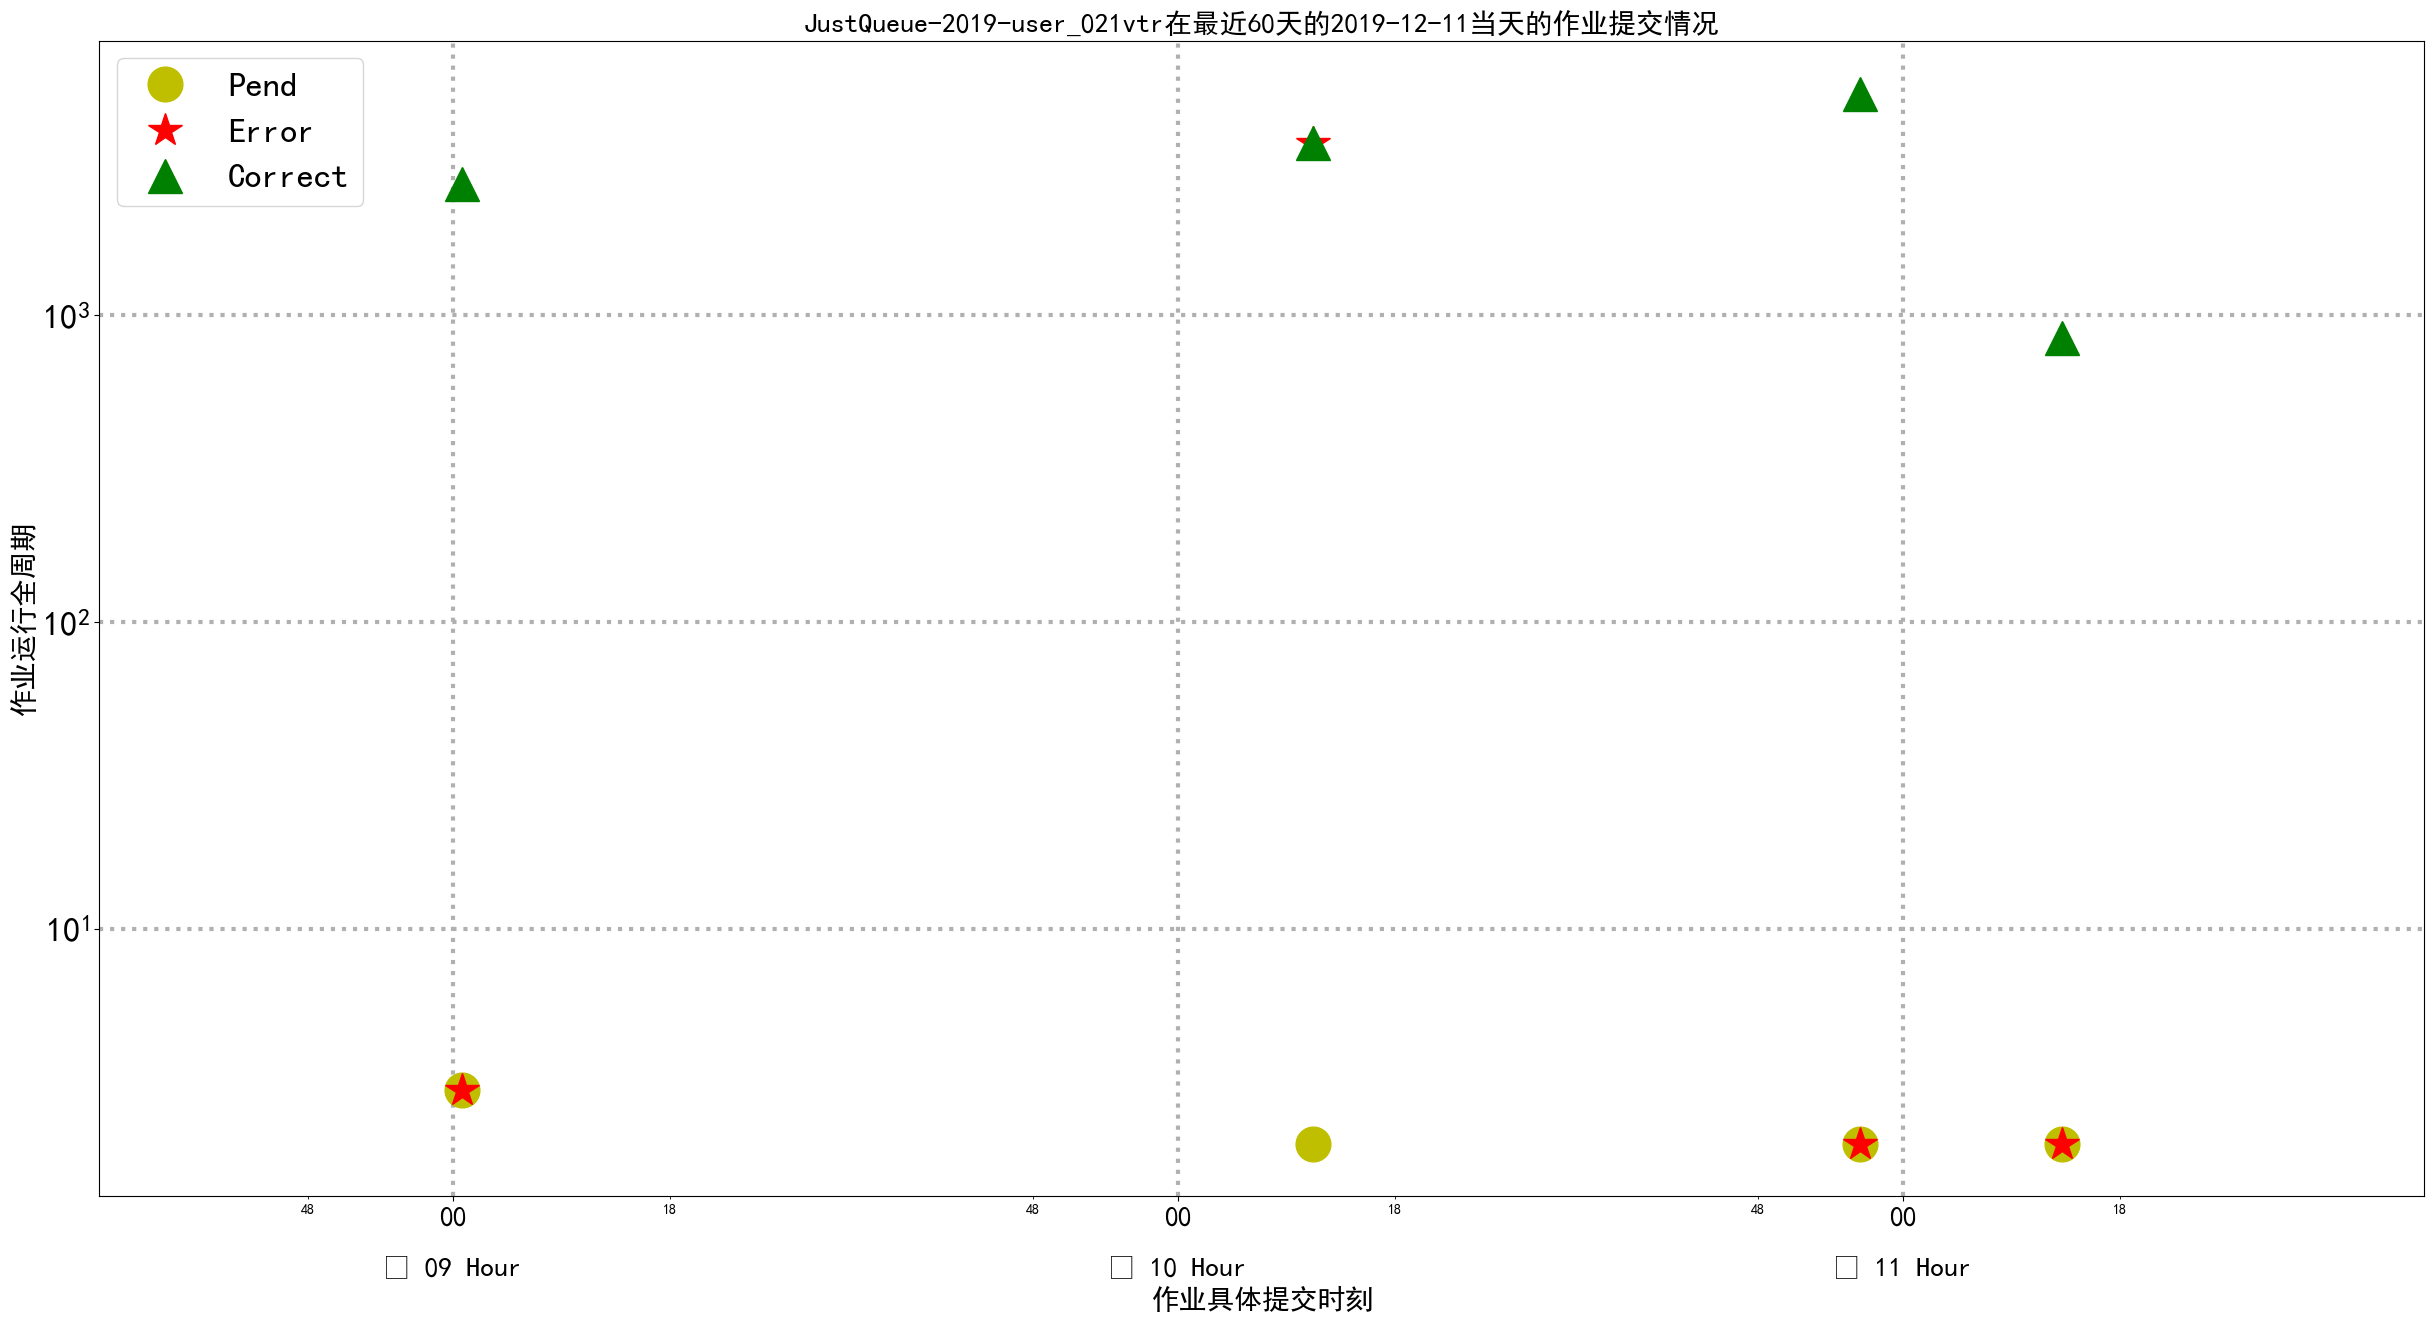 JustQueue-2019-user_021vtr在最近60天的2019-12-11当天的作业提交情况
Pend
Error
Correct
10³
10²
10¹
作业运行全周期
48 00 18 48 00 18 48 00 18
□ 09 Hour □ 10 Hour □ 11 Hour
作业具体提交时刻